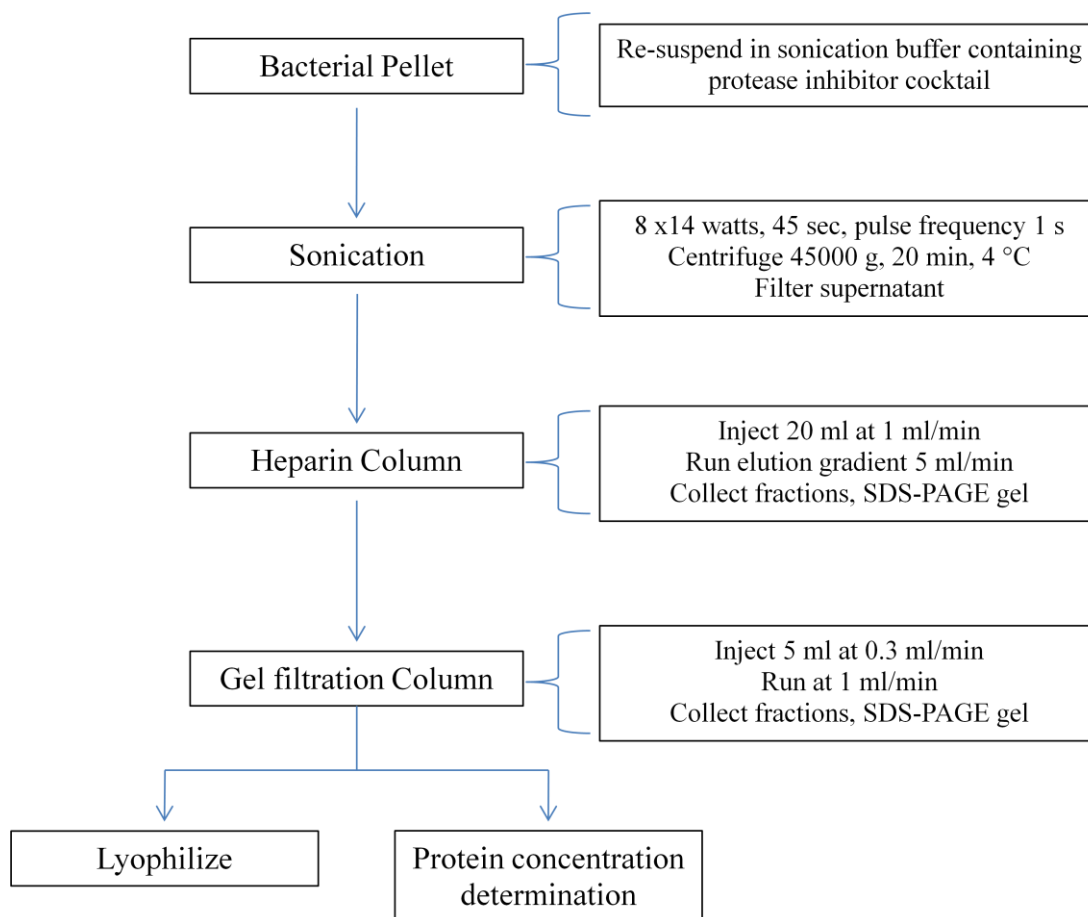 Bacterial Pellet
Re-suspend in sonication buffer containing
protease inhibitor cocktail
Sonication
8 x14 watts, 45 sec, pulse frequency 1 s
Centrifuge 45000 g, 20 min, 4 °C
Filter supernatant
Heparin Column
Inject 20 ml at 1 ml/min
Run elution gradient 5 ml/min
Collect fractions, SDS-PAGE gel
Gel filtration Column
Inject 5 ml at 0.3 ml/min
Run at 1 ml/min
Collect fractions, SDS-PAGE gel
Lyophilize
Protein concentration
determination